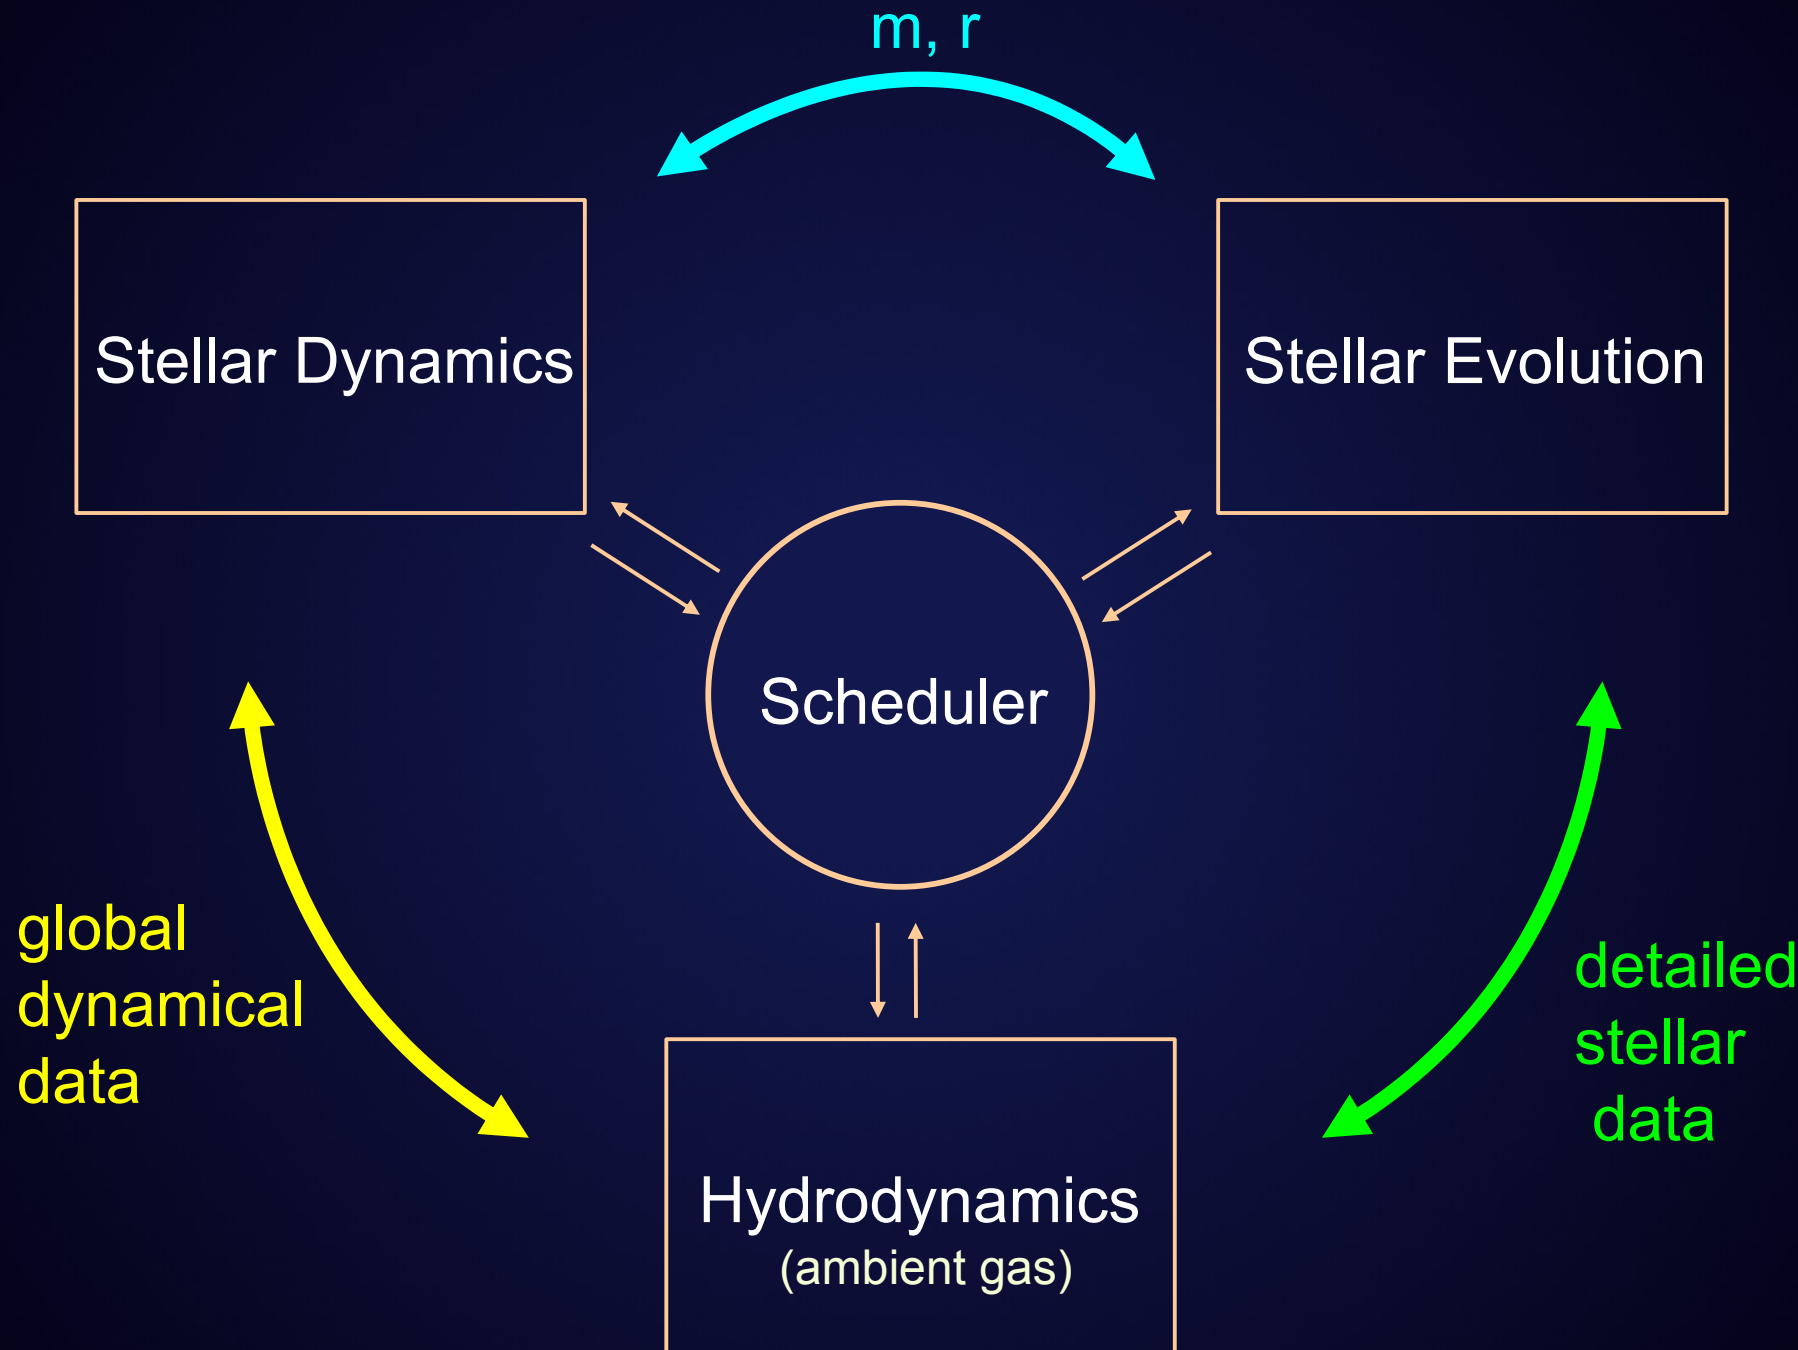 m, r
Stellar Dynamics
Stellar Evolution
Scheduler
global
dynamical
data
detailed
stellar
data
Hydrodynamics
(ambient gas)